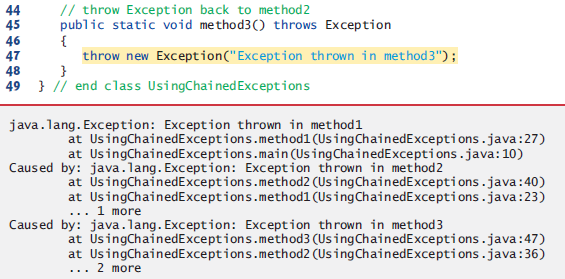 44 // throw Exception back to method2
45 public static void method3() throws Exception
46 {
47 throw new Exception("Exception thrown in method3");
48 }
49 } // end class UsingChainedExceptions
java.lang.Exception: Exception thrown in method1
at UsingChainedExceptions.method1(UsingChainedExceptions.java:27)
at UsingChainedExceptions.main(UsingChainedExceptions.java:10)
Caused by: java.lang.Exception: Exception thrown in method2
at UsingChainedExceptions.method2(UsingChainedExceptions.java:40)
at UsingChainedExceptions.method1(UsingChainedExceptions.java:23)
... 1 more
Caused by: java.lang.Exception: Exception thrown in method3
at UsingChainedExceptions.method3(UsingChainedExceptions.java:47)
at UsingChainedExceptions.method2(UsingChainedExceptions.java:36)
... 2 more